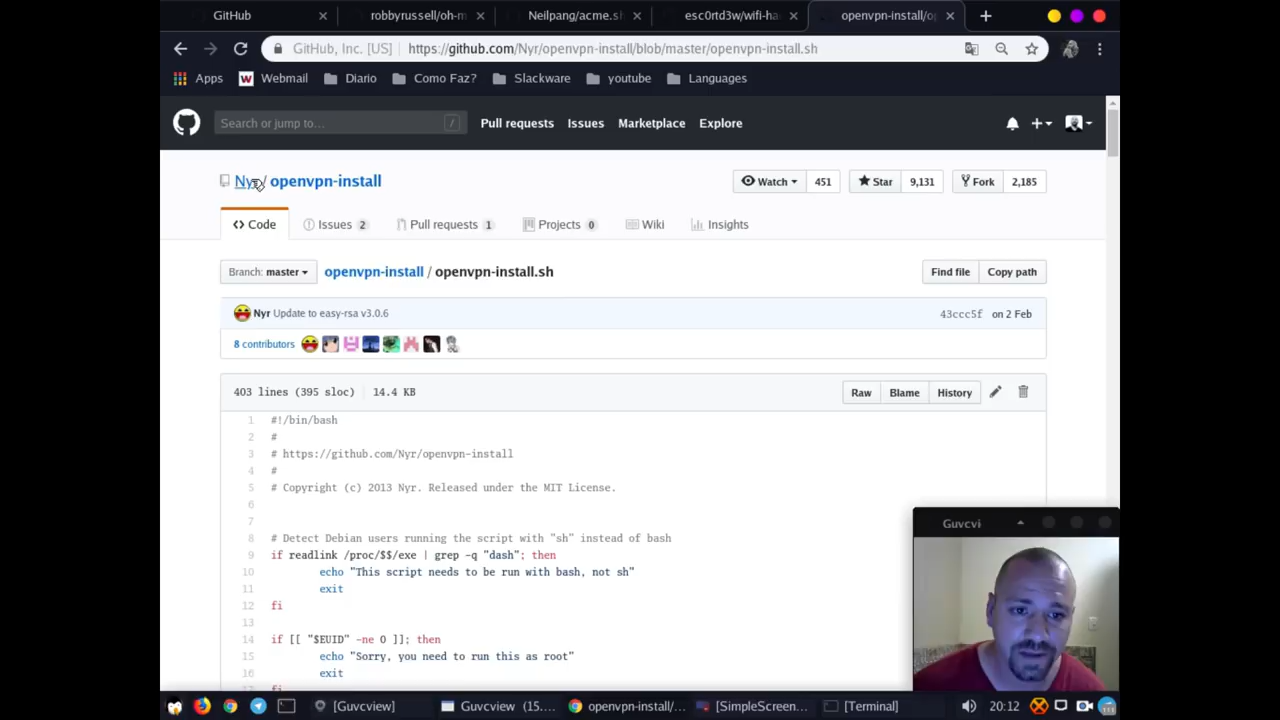 GitHub
robbyrussell/oh-m
Neilpang/acme.sh
esc0rtd3w/wifi-ha
openvpn-install/o
GitHub, Inc. [US]
https://github.com/Nyr/openvpn-install/blob/master/openvpn-install.sh
Apps
Webmail
Diario
Como Faz?
Slackware
youtube
Languages
Search or jump to…
/
Pull requests
Issues
Marketplace
Explore
Nyr / openvpn-install
Watch
451
Star
9,131
Fork
2,185
Code
Issues 2
Pull requests 1
Projects 0
Wiki
Insights
Branch: master
openvpn-install / openvpn-install.sh
Find file
Copy path
Nyr Update to easy-rsa v3.0.6
43ccc5f on 2 Feb
8 contributors
403 lines (395 sloc)
14.4 KB
Raw
Blame
History
1 #!/bin/bash
2 #
3 # https://github.com/Nyr/openvpn-install
4 #
5 # Copyright (c) 2013 Nyr. Released under the MIT License.
6
7
8 # Detect Debian users running the script with "sh" instead of bash
9 if readlink /proc/$$/exe | grep -q "dash"; then
10 echo "This script needs to be run with bash, not sh"
11 exit
12 fi
13
14 if [[ "$EUID" -ne 0 ]]; then
15 echo "Sorry, you need to run this as root"
16 exit
17 fi
Guvcvi
[Guvcview]
Guvcview (15....
openvpn-install/...
[SimpleScreen...
[Terminal]
20:12